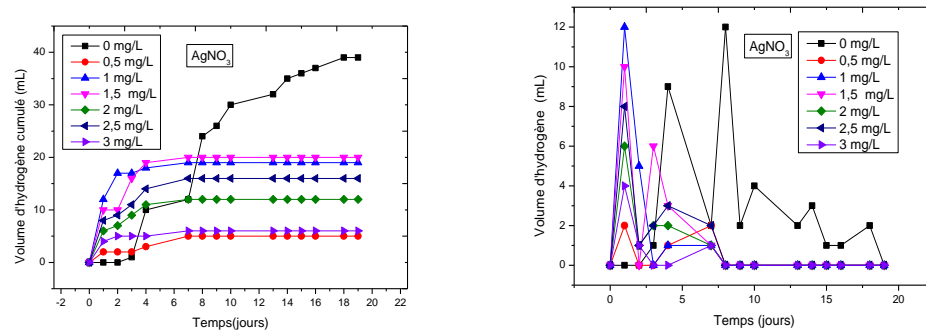 AgNO3
0 mg/L
0,5 mg/L
1 mg/L
1,5 mg/L
2 mg/L
2,5 mg/L
3 mg/L
Volume d'hydrogène cumulé (mL)
40
30
20
10
0
-2 0 2 4 6 8 10 12 14 16 18 20 22
Temps(jours)
AgNO3
0 mg/L
0,5 mg/L
1 mg/L
1,5 mg/L
2 mg/L
2,5 mg/L
3 mg/L
Volume d'hydrogène (mL)
12
10
8
6
4
2
0
0 5 10 15 20
Temps (jours)